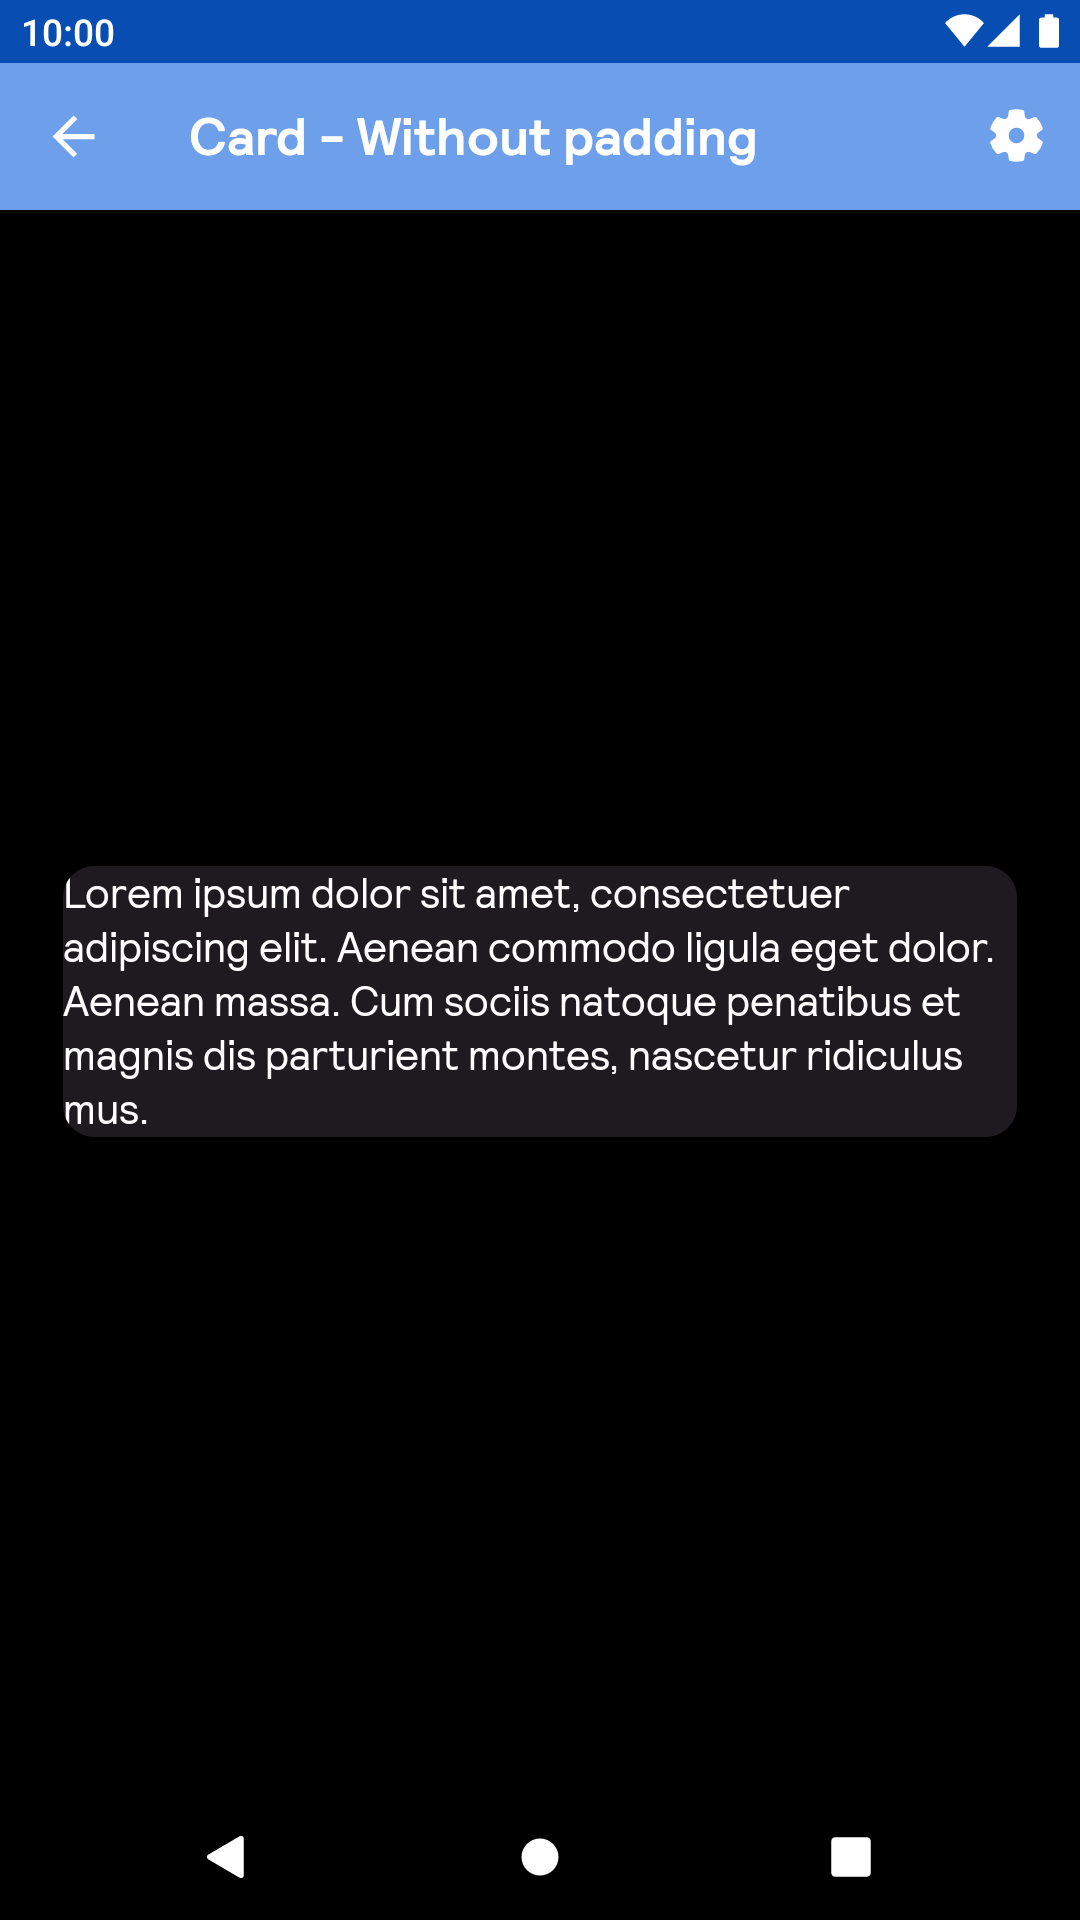 10:00
Card - Without padding
Lorem ipsum dolor sit amet, consectetuer
adipiscing elit. Aenean commodo ligula eget dolor.
Aenean massa. Cum sociis natoque penatibus et
magnis dis parturient montes, nascetur ridiculus
mus.